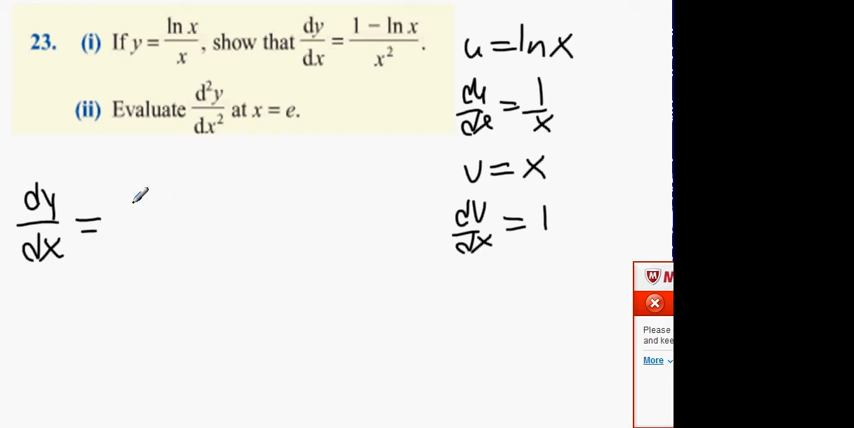 23. (i) If y = ln x / x, show that dy/dx = (1 − ln x) / x².
(ii) Evaluate d²y/dx² at x = e.
u = ln x
du/dx = 1/x
v = x
dv/dx = 1
dy/dx =
M
Please
and kee
More